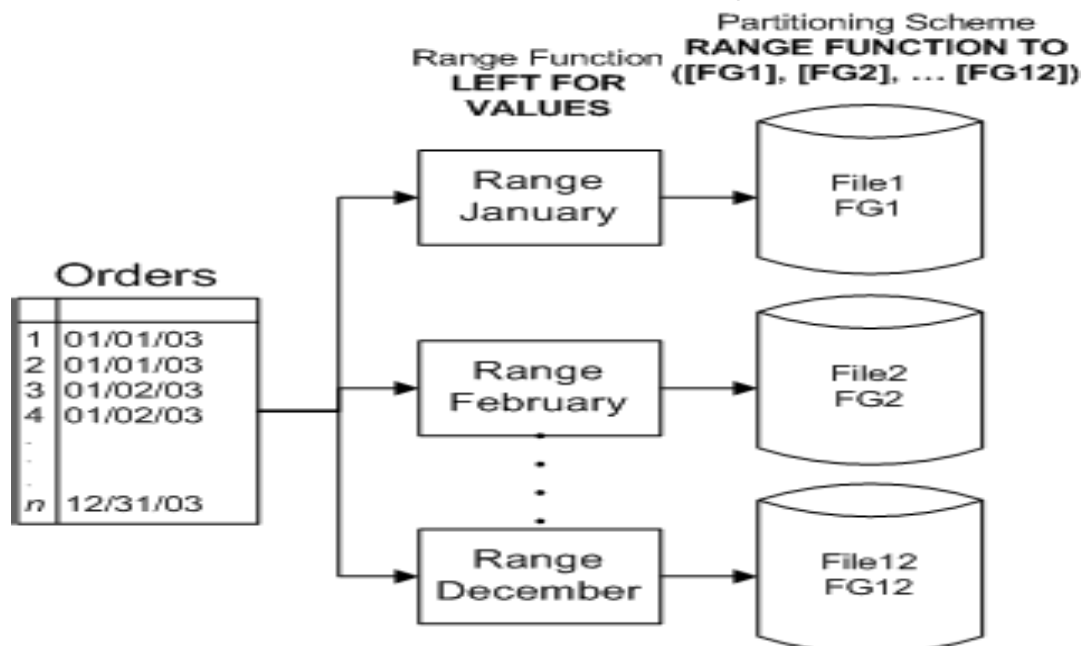 Partitioning Scheme
RANGE FUNCTION TO
([FG1], [FG2], ... [FG12])
Range Function
LEFT FOR
VALUES
Range
January
File1
FG1
Orders
1 01/01/03
2 01/01/03
3 01/02/03
4 01/02/03
n 12/31/03
Range
February
File2
FG2
Range
December
File12
FG12